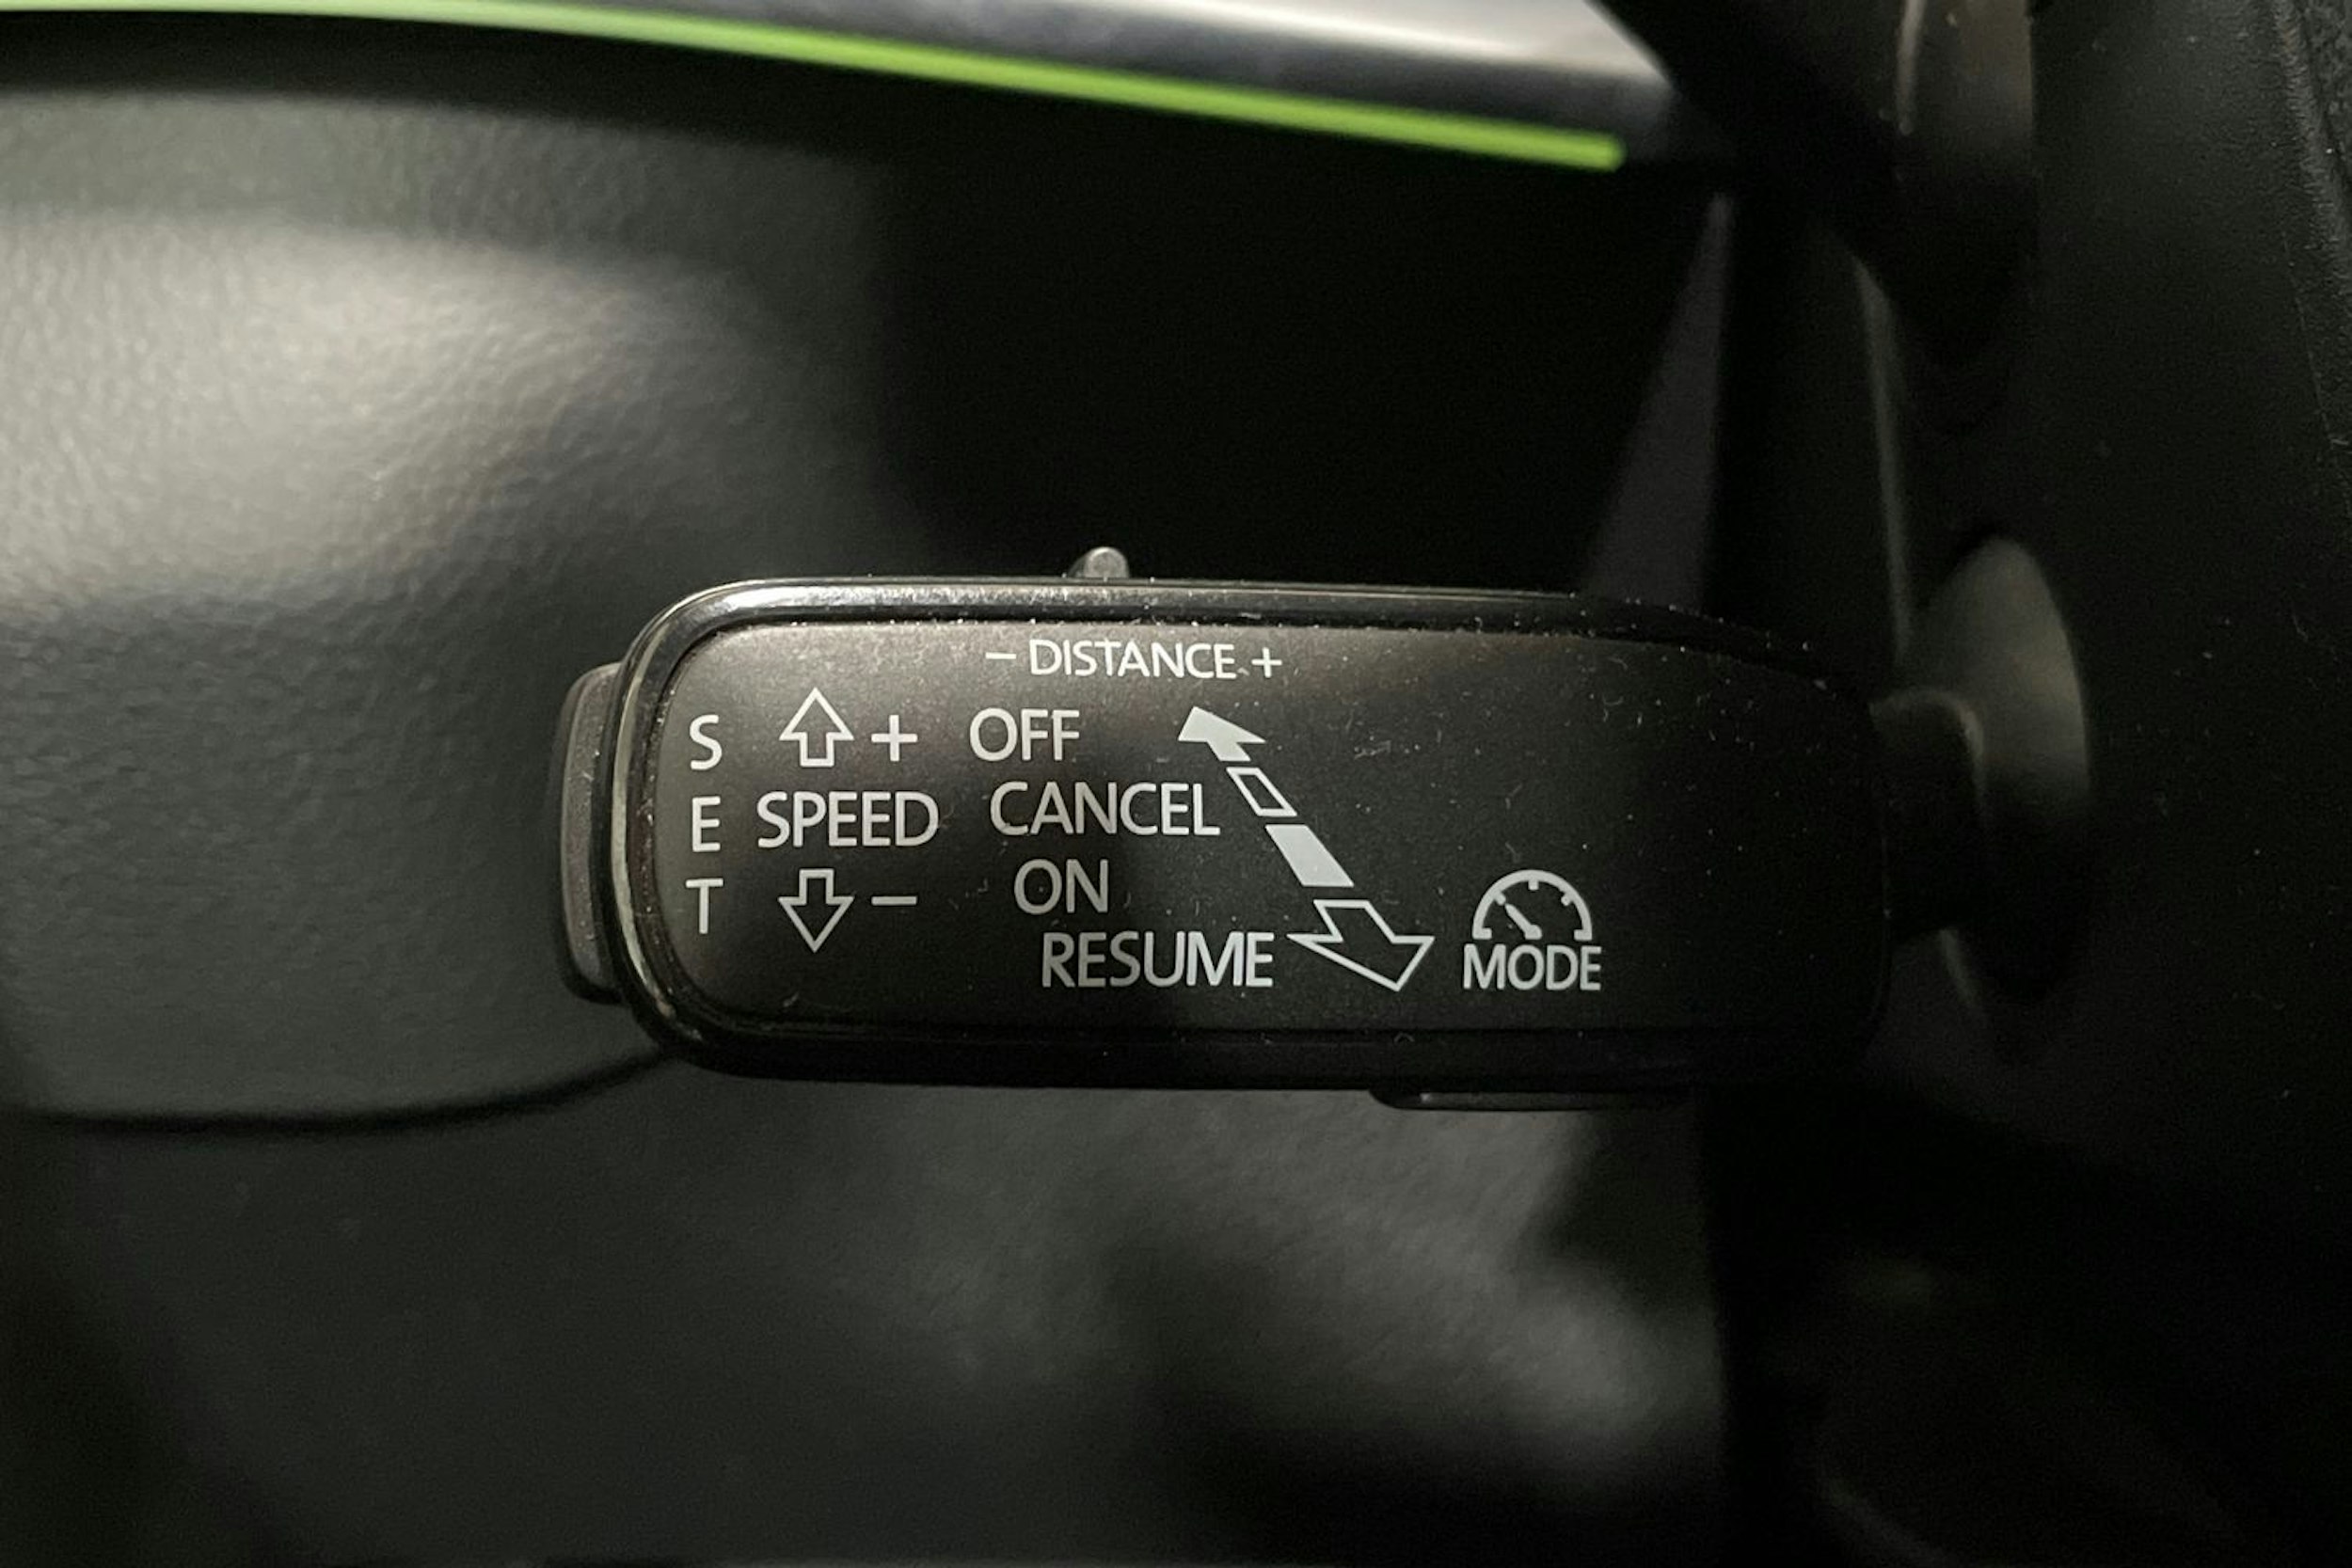 – DISTANCE +
S + OFF
E SPEED CANCEL
T – ON
RESUME
MODE